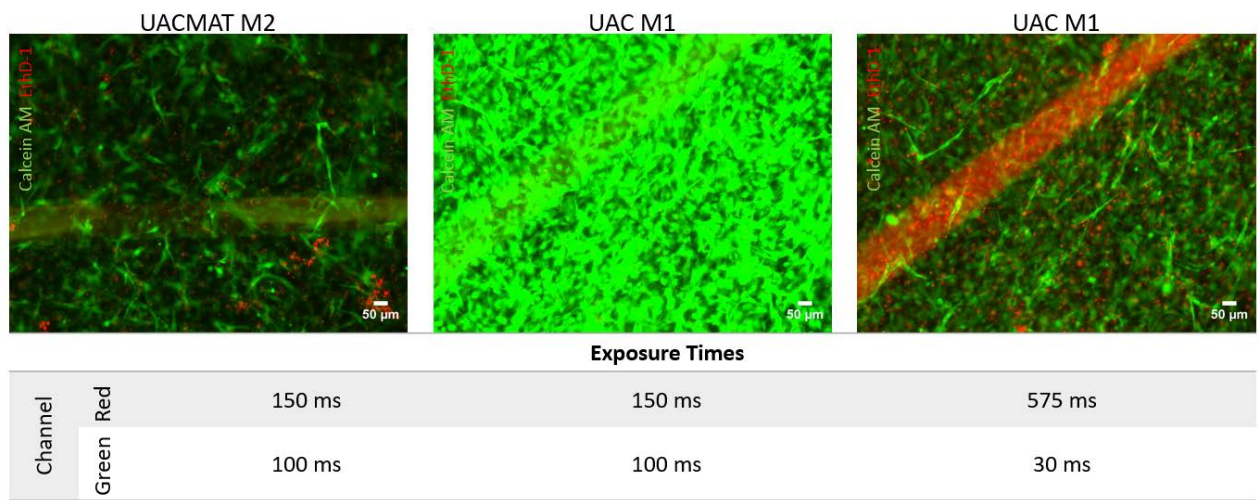 UACMAT M2
UAC M1
UAC M1
Calcein AM EthD-1
Calcein AM EthD-1
Calcein AM EthD-1
50 µm
50 µm
50 µm
Exposure Times
Channel
Red
150 ms
150 ms
575 ms
Green
100 ms
100 ms
30 ms